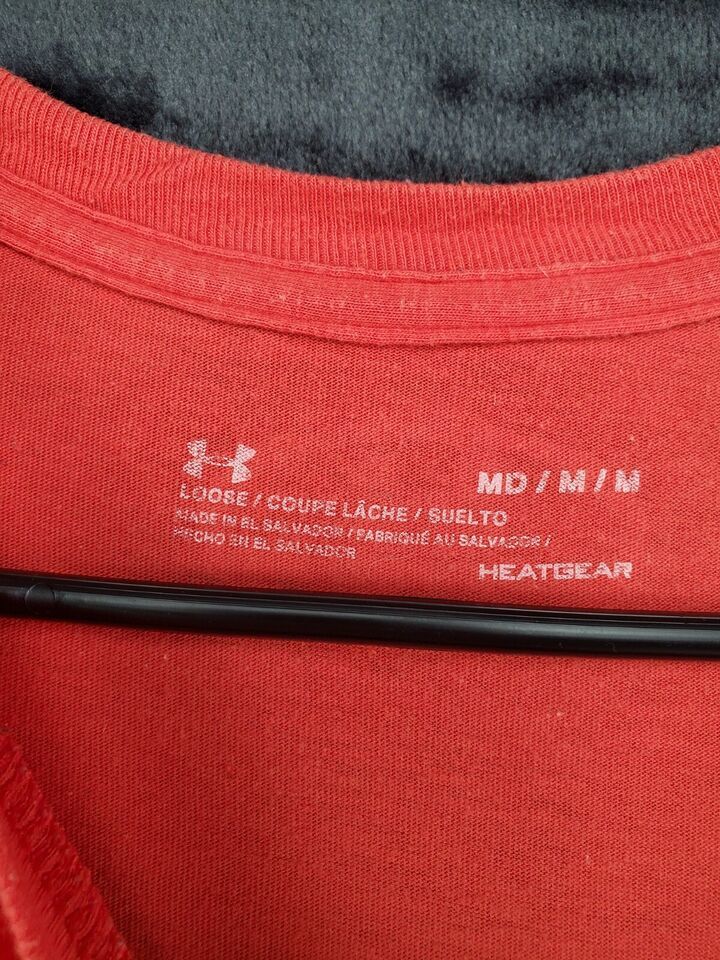 MD / M / M
LOOSE / COUPE LÂCHE / SUELTO
MADE IN EL SALVADOR / FABRIQUÉ AU SALVADOR /
HECHO EN EL SALVADOR
HEATGEAR